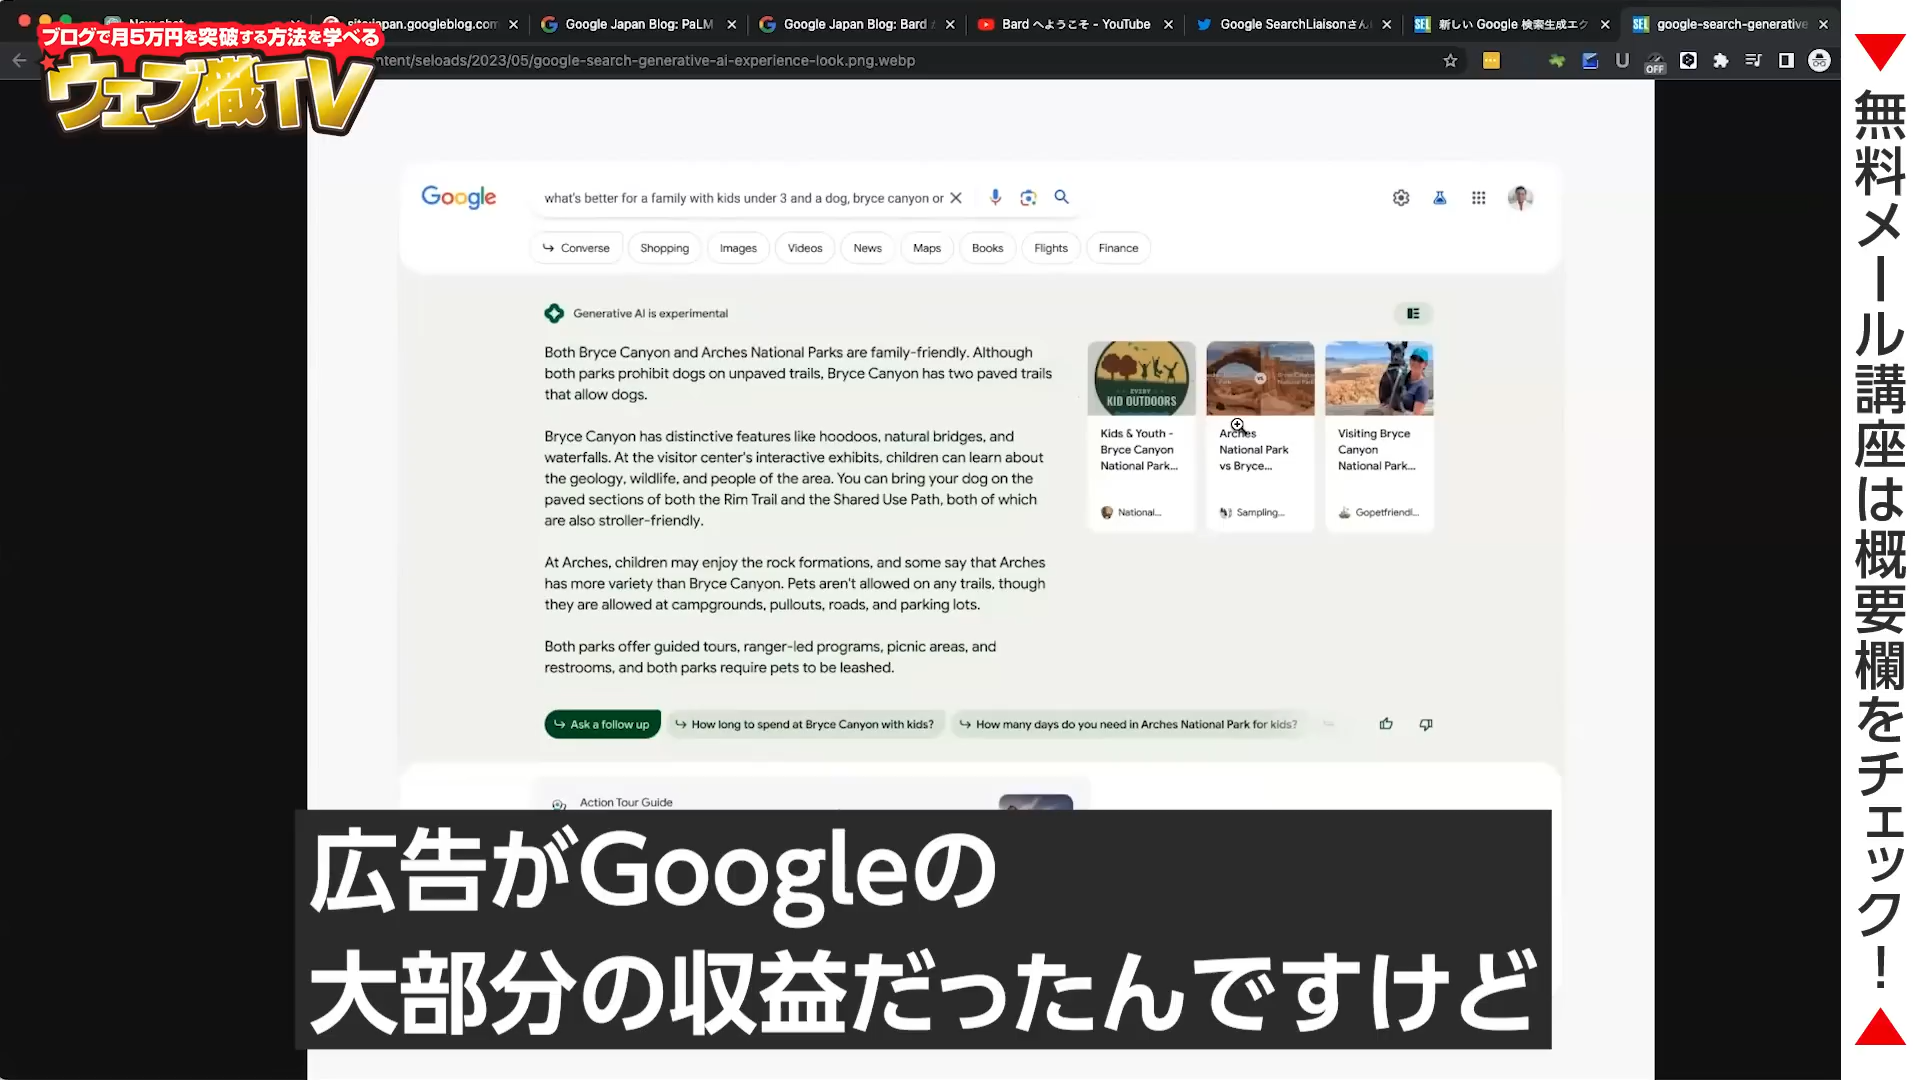 ブログで月5万円を突破する方法を学べる
ウェブ職TV
New chat
site:japan.googleblog.com
Google Japan Blog: PaLM
Google Japan Blog: Bard
Bard へようこそ - YouTube
Google SearchLiaisonさん
新しい Google 検索生成エク
google-search-generative
ntent/seloads/2023/05/google-search-generative-ai-experience-look.png.webp
OFF
Google
what's better for a family with kids under 3 and a dog, bryce canyon or
Converse
Shopping
Images
Videos
News
Maps
Books
Flights
Finance
Generative AI is experimental
Both Bryce Canyon and Arches National Parks are family-friendly. Although
both parks prohibit dogs on unpaved trails, Bryce Canyon has two paved trails
that allow dogs.
Bryce Canyon has distinctive features like hoodoos, natural bridges, and
waterfalls. At the visitor center's interactive exhibits, children can learn about
the geology, wildlife, and people of the area. You can bring your dog on the
paved sections of both the Rim Trail and the Shared Use Path, both of which
are also stroller-friendly.
At Arches, children may enjoy the rock formations, and some say that Arches
has more variety than Bryce Canyon. Pets aren't allowed on any trails, though
they are allowed at campgrounds, pullouts, roads, and parking lots.
Both parks offer guided tours, ranger-led programs, picnic areas, and
restrooms, and both parks require pets to be leashed.
EVERY
KID OUTDOORS
Kids & Youth -
Bryce Canyon
National Park...
National...
Arches
National Park
vs Bryce...
Sampling...
Visiting Bryce
Canyon
National Park...
Gopetfriendl...
Ask a follow up
How long to spend at Bryce Canyon with kids?
How many days do you need in Arches National Park for kids?
Action Tour Guide
広告がGoogleの
大部分の収益だったんですけど
無料メール講座は概要欄をチェック!